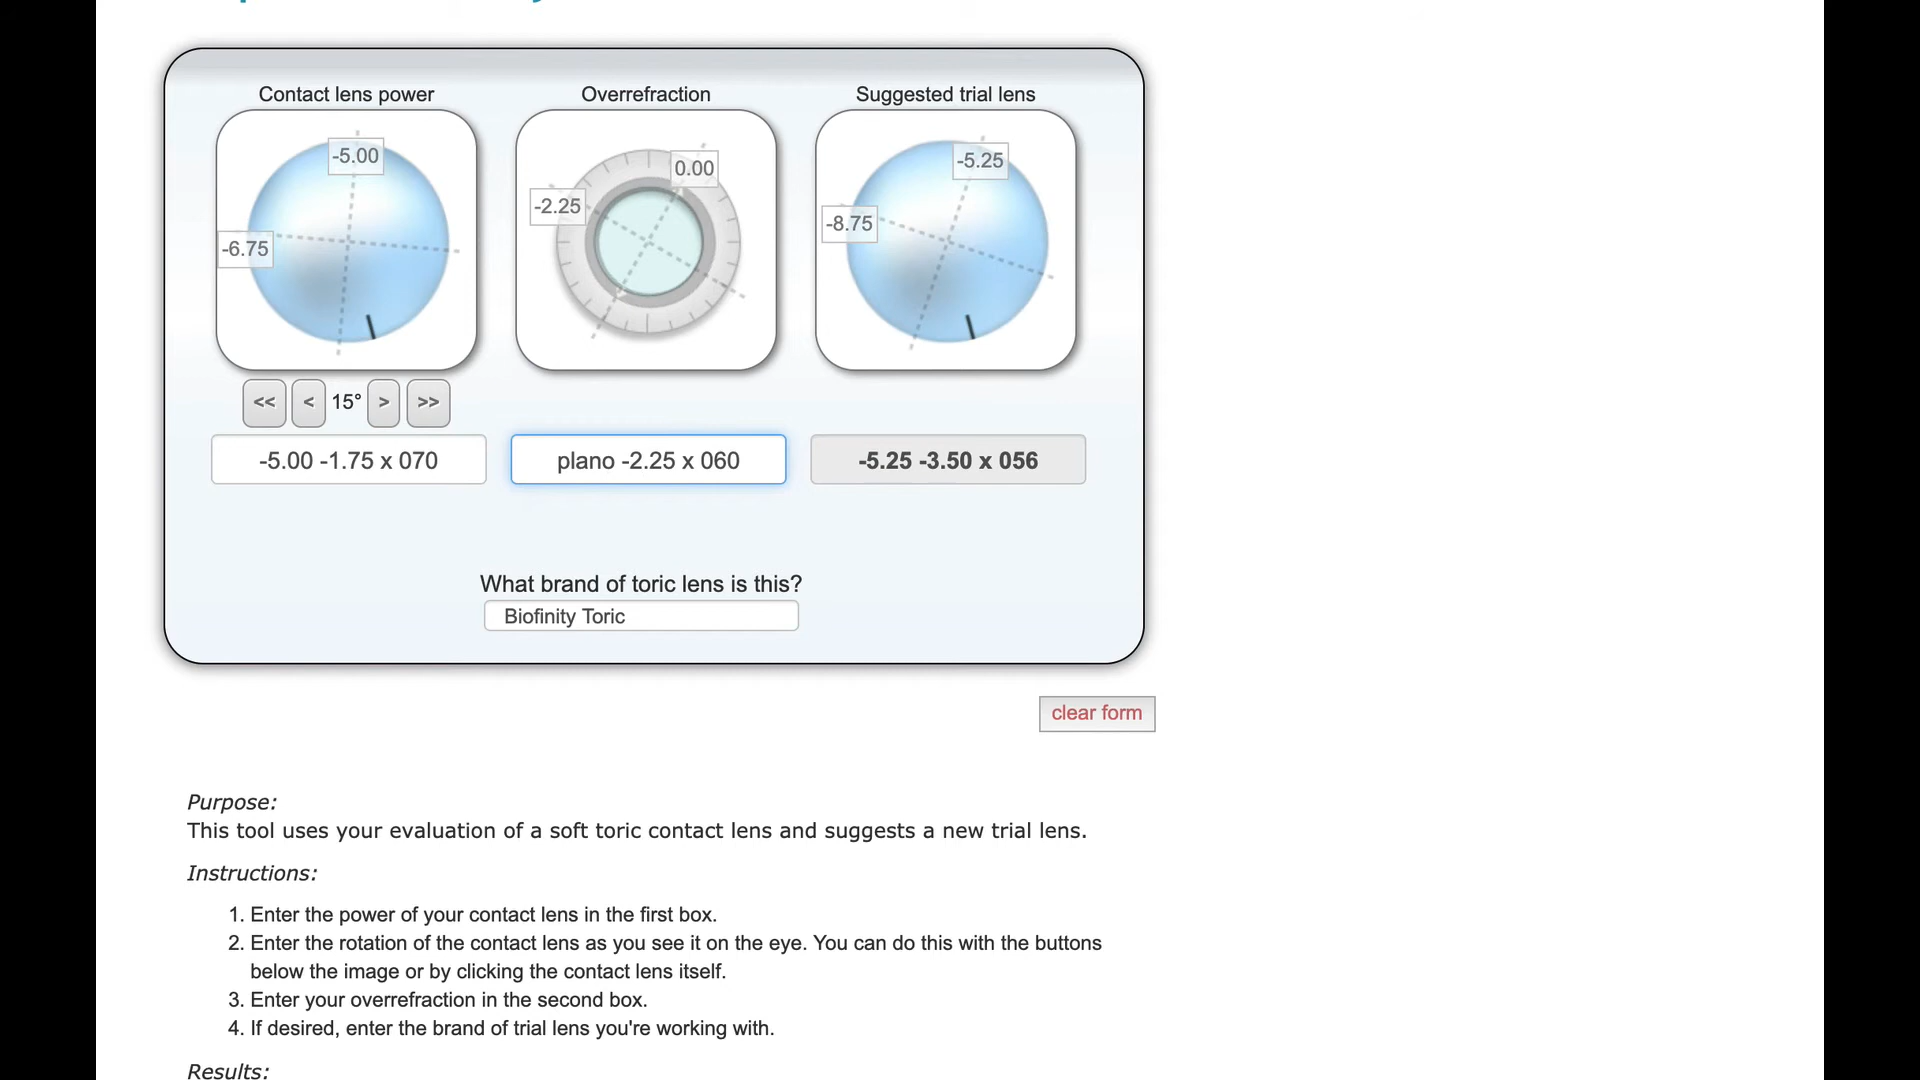 Contact lens power
Overrefraction
Suggested trial lens
-5.00
-6.75
0.00
-2.25
-5.25
-8.75
<< < 15° > >>
-5.00 -1.75 x 070
plano -2.25 x 060
-5.25 -3.50 x 056
What brand of toric lens is this?
Biofinity Toric
clear form
Purpose:
This tool uses your evaluation of a soft toric contact lens and suggests a new trial lens.
Instructions:
1. Enter the power of your contact lens in the first box.
2. Enter the rotation of the contact lens as you see it on the eye. You can do this with the buttons
below the image or by clicking the contact lens itself.
3. Enter your overrefraction in the second box.
4. If desired, enter the brand of trial lens you're working with.
Results: